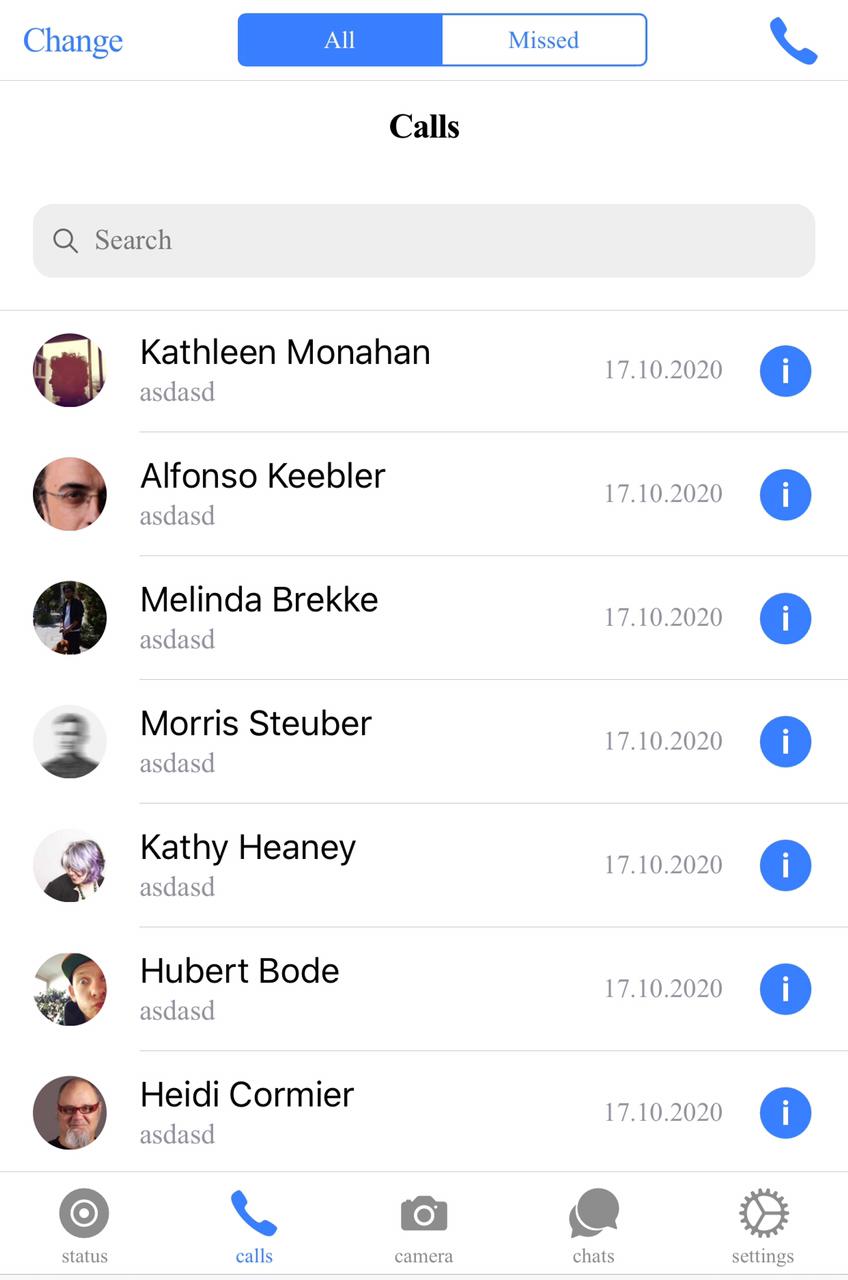 Change All Missed
Calls
Search
Kathleen Monahan
asdasd
17.10.2020
Alfonso Keebler
asdasd
17.10.2020
Melinda Brekke
asdasd
17.10.2020
Morris Steuber
asdasd
17.10.2020
Kathy Heaney
asdasd
17.10.2020
Hubert Bode
asdasd
17.10.2020
Heidi Cormier
asdasd
17.10.2020
status calls camera chats settings